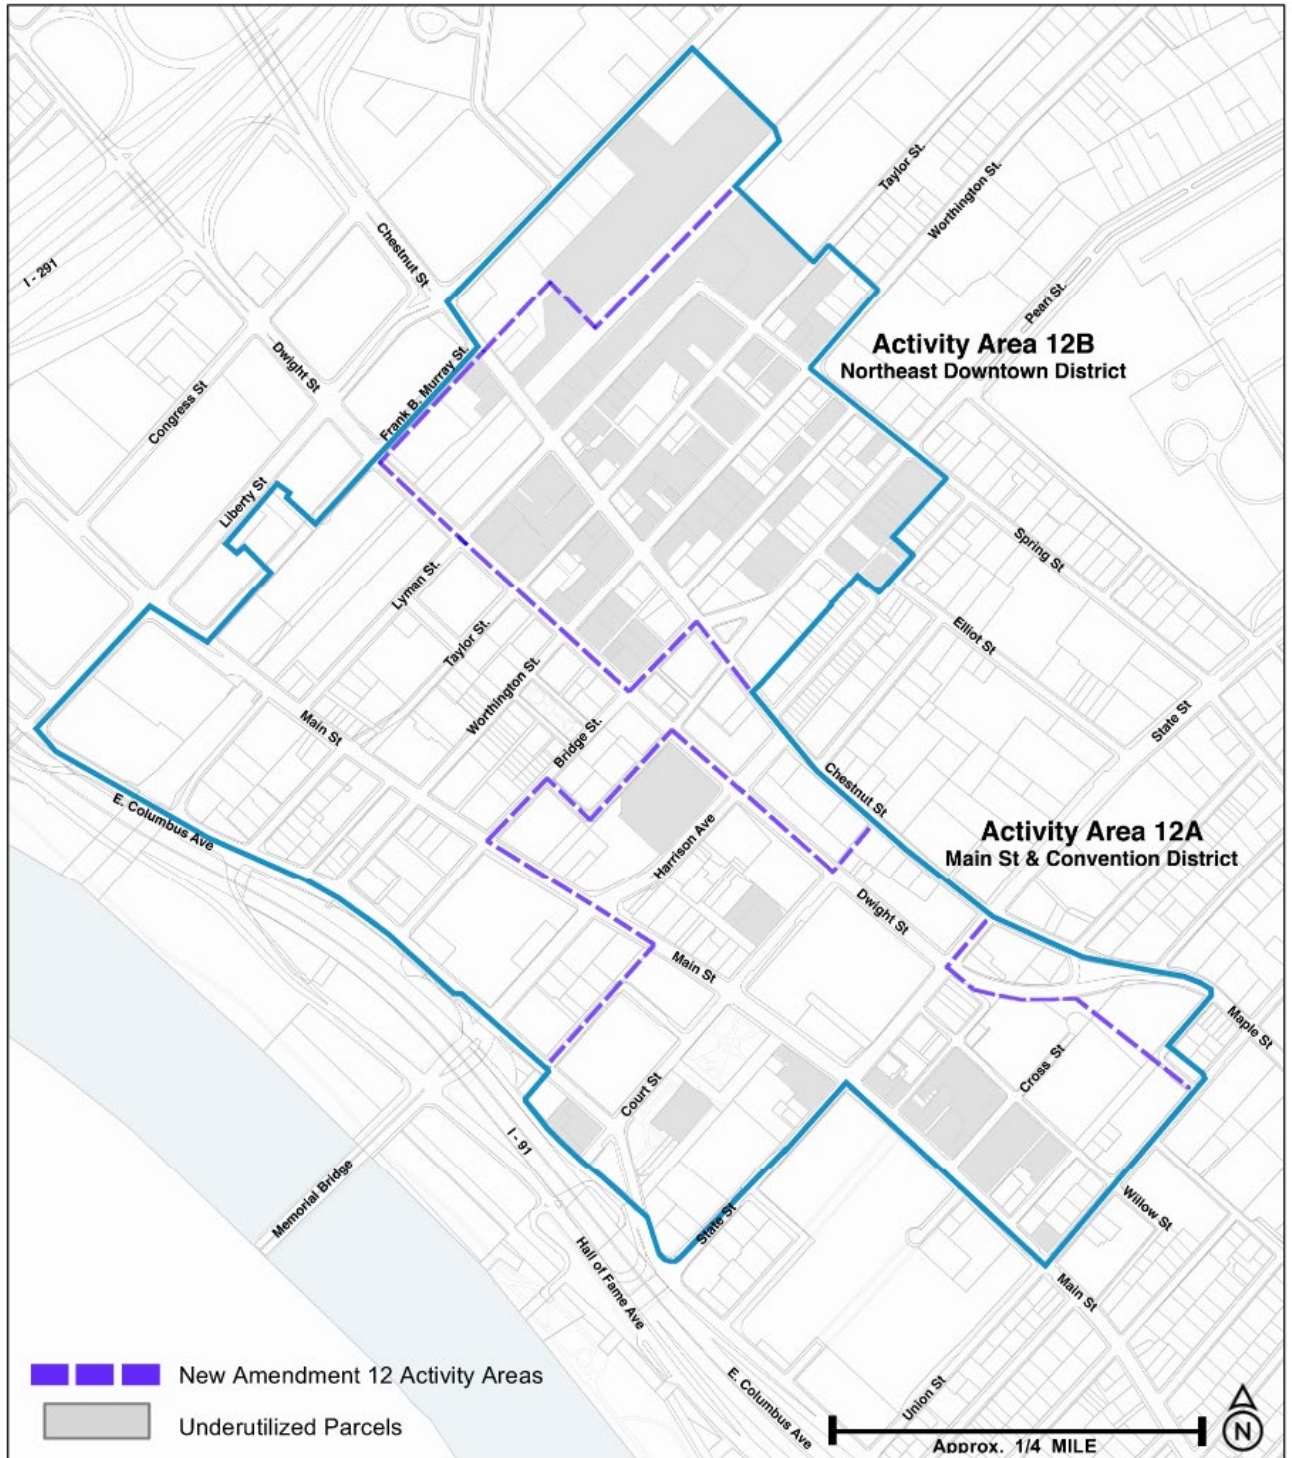 Taylor St.
Worthington St.
Chestnut St
I - 291
Pearl St.
Activity Area 12B
Northeast Downtown District
Dwight St
Frank B. Murray St.
Congress St
Liberty St
Spring St
Lyman St.
Elliot St
Taylor St.
Worthington St.
State St
Main St
Bridge St.
Chestnut St
E. Columbus Ave
Harrison Ave
Activity Area 12A
Main St & Convention District
Dwight St
Main St
Maple St
Cross St
Court St
I - 91
Memorial Bridge
Willow St
State St
Hall of Fame Ave
Main St
New Amendment 12 Activity Areas
E. Columbus Ave
Union St
Underutilized Parcels
N
Approx. 1/4 MILE